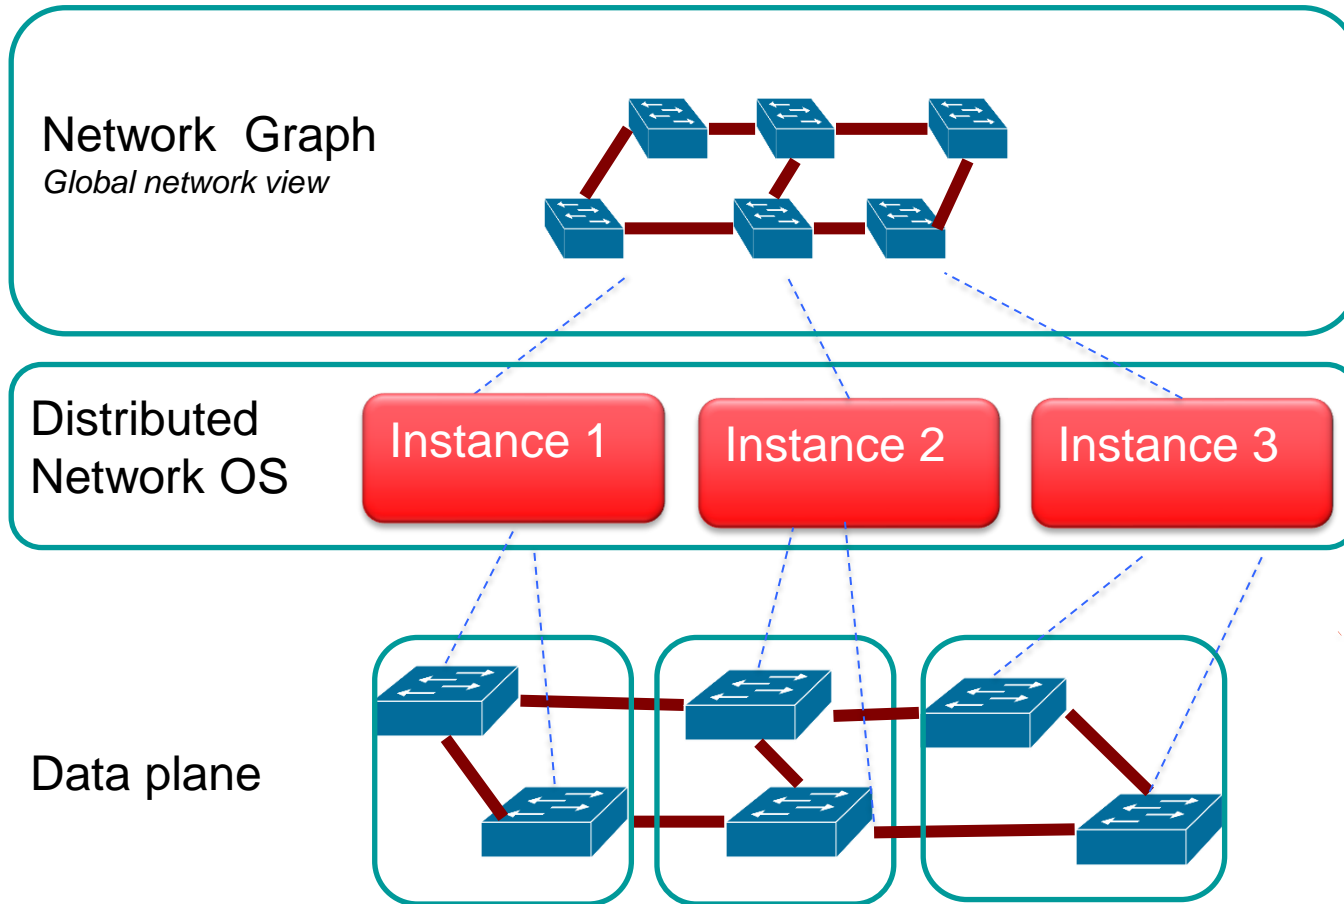 Network  Graph
Global network view
Distributed
Network OS
Instance 1
Instance 2
Instance 3
Data plane